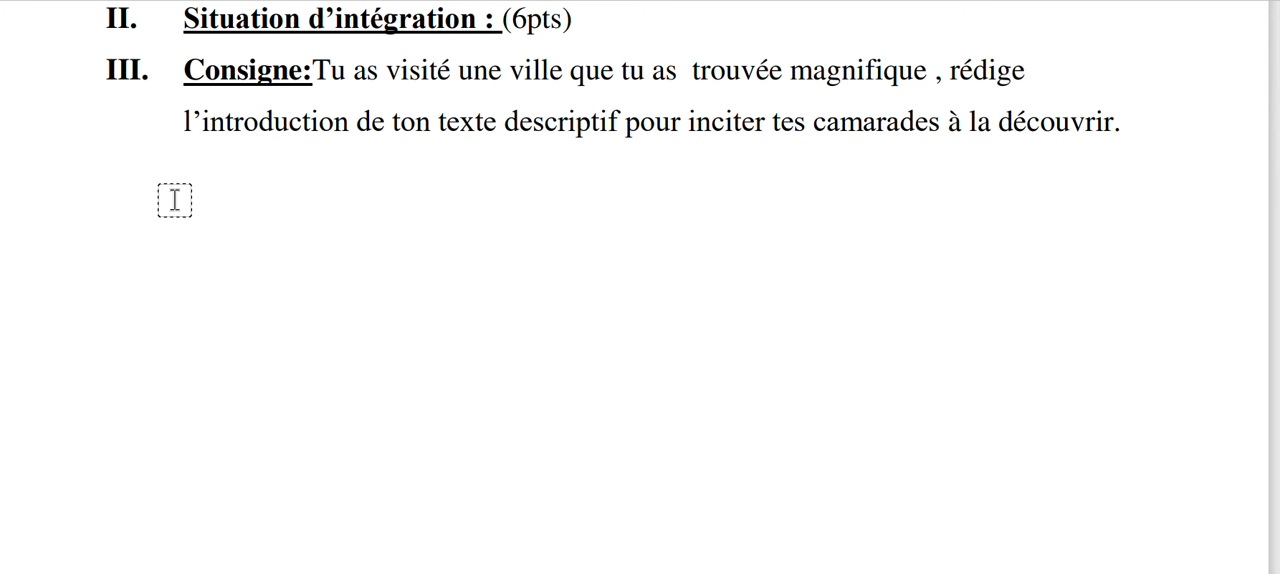 II. Situation d’intégration : (6pts)
III. Consigne:Tu as visité une ville que tu as  trouvée magnifique , rédige
l’introduction de ton texte descriptif pour inciter tes camarades à la découvrir.